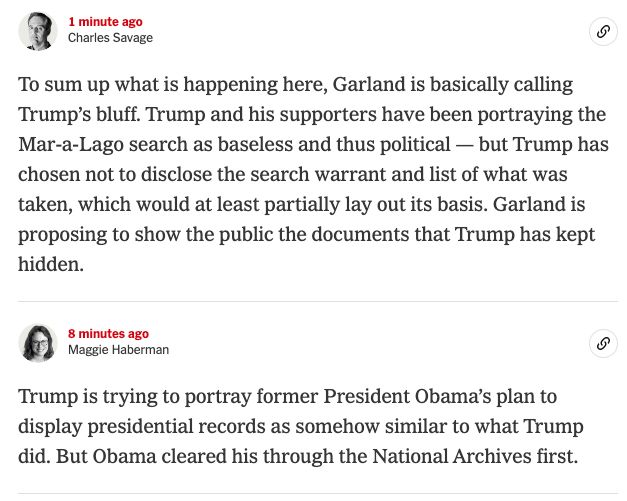 1 minute ago
Charles Savage
To sum up what is happening here, Garland is basically calling
Trump’s bluff. Trump and his supporters have been portraying the
Mar-a-Lago search as baseless and thus political — but Trump has
chosen not to disclose the search warrant and list of what was
taken, which would at least partially lay out its basis. Garland is
proposing to show the public the documents that Trump has kept
hidden.
8 minutes ago
Maggie Haberman
Trump is trying to portray former President Obama’s plan to
display presidential records as somehow similar to what Trump
did. But Obama cleared his through the National Archives first.